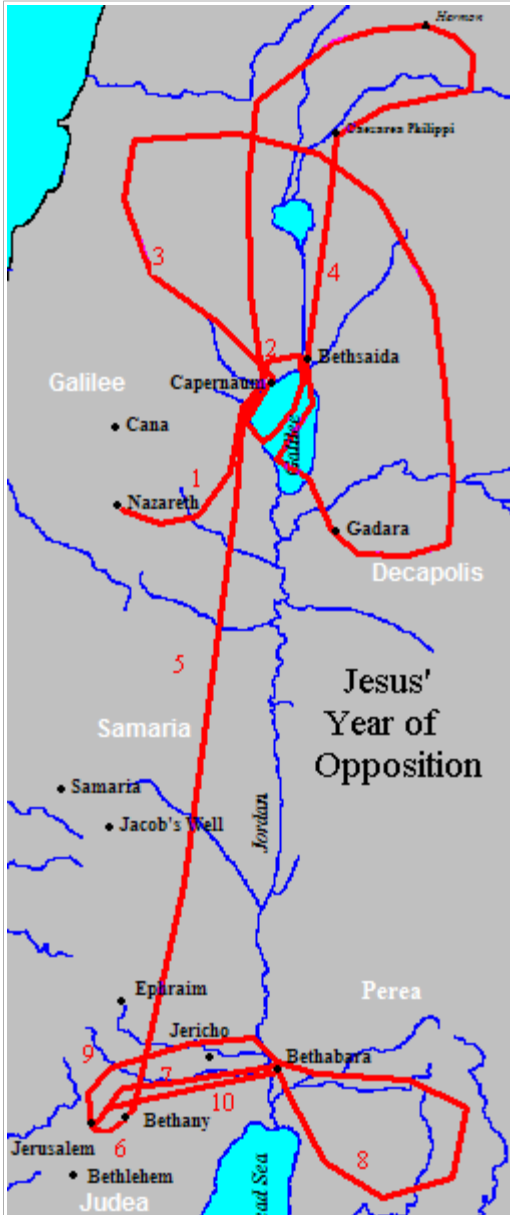 Hermon
Caesarea Philippi
3
4
2
Bethsaida
Capernaum
Galilee
Cana
Galilee
1
Nazareth
Gadara
Decapolis
5
Jesus'
Year of
Opposition
Samaria
Samaria
Jacob's Well
Jordan
Ephraim
Perea
Jericho
9
Bethabara
7
10
Bethany
Jerusalem
6
8
Bethlehem
Judea
ead Sea